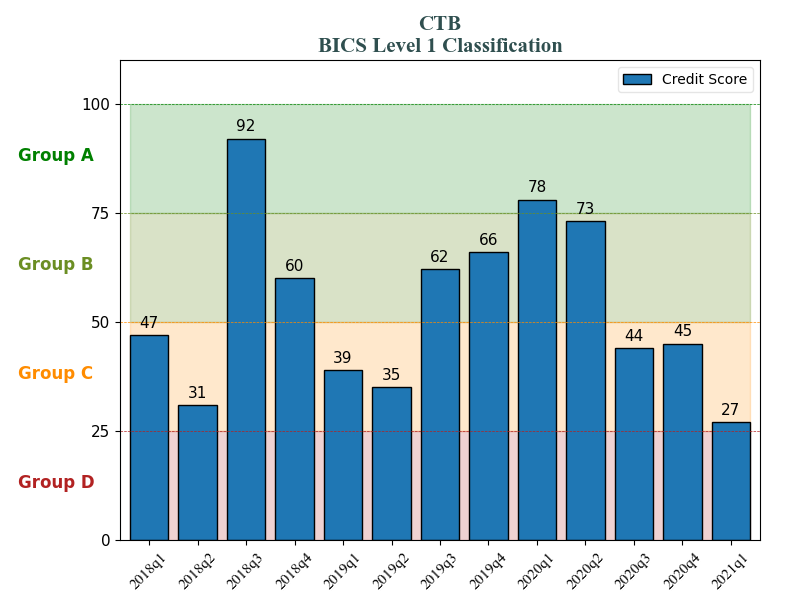 CTB
BICS Level 1 Classification
Credit Score
100
75
50
25
0
Group A
Group B
Group C
Group D
47
31
92
60
39
35
62
66
78
73
44
45
27
2018q1
2018q2
2018q3
2018q4
2019q1
2019q2
2019q3
2019q4
2020q1
2020q2
2020q3
2020q4
2021q1